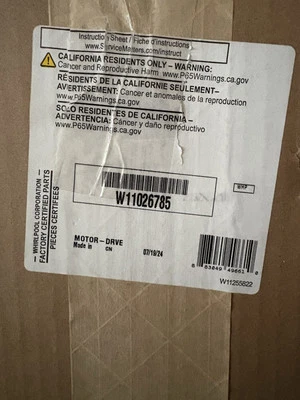 Instruction Sheet / Fiche d'instructions
www.ServiceMatters.com/instruct
CALIFORNIA RESIDENTS ONLY – WARNING:
Cancer and Reproductive Harm www.P65Warnings.ca.gov
RÉSIDENTS DE LA CALIFORNIE SEULEMENT–
AVERTISSEMENT: Cancer et anomalies de la reproduction
www.P65Warnings.ca.gov
SOLO RESIDENTES DE CALIFORNIA –
ADVERTENCIA: Cáncer y daño reproductivo
www.P65Warnings.ca.gov
W11026785
– WHIRLPOOL CORPORATION –
FACTORY CERTIFIED PARTS
PIECES CERTIFEES
MOTOR-DRVE
Made in CN 07/19/24
W11255822